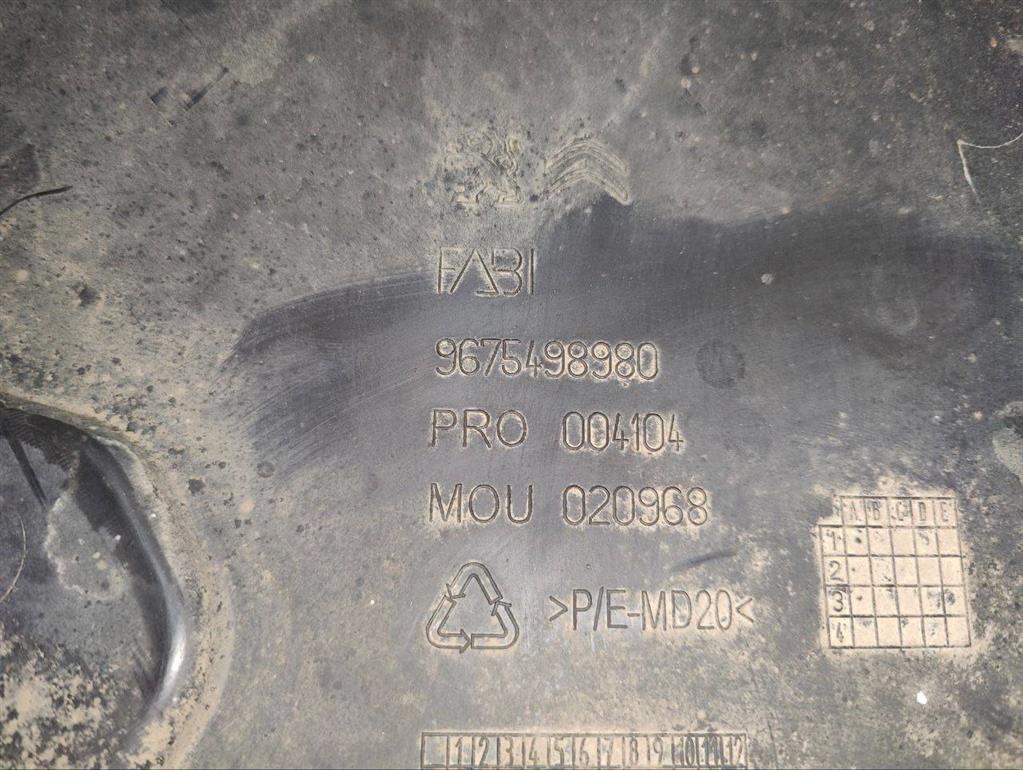 FABI
9675498980
PRO 004104
MOU 020968
>P/E-MD20<
A B C D E
1
2
3
4
1 2 3 4 5 6 7 8 9 10 11 12